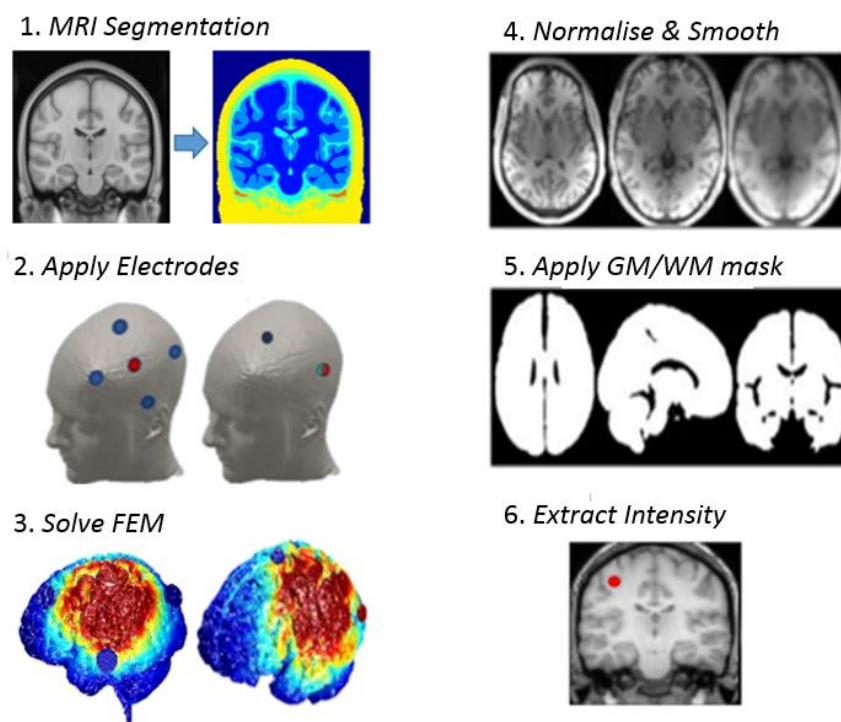 1. MRI Segmentation
2. Apply Electrodes
3. Solve FEM
4. Normalise & Smooth
5. Apply GM/WM mask
6. Extract Intensity